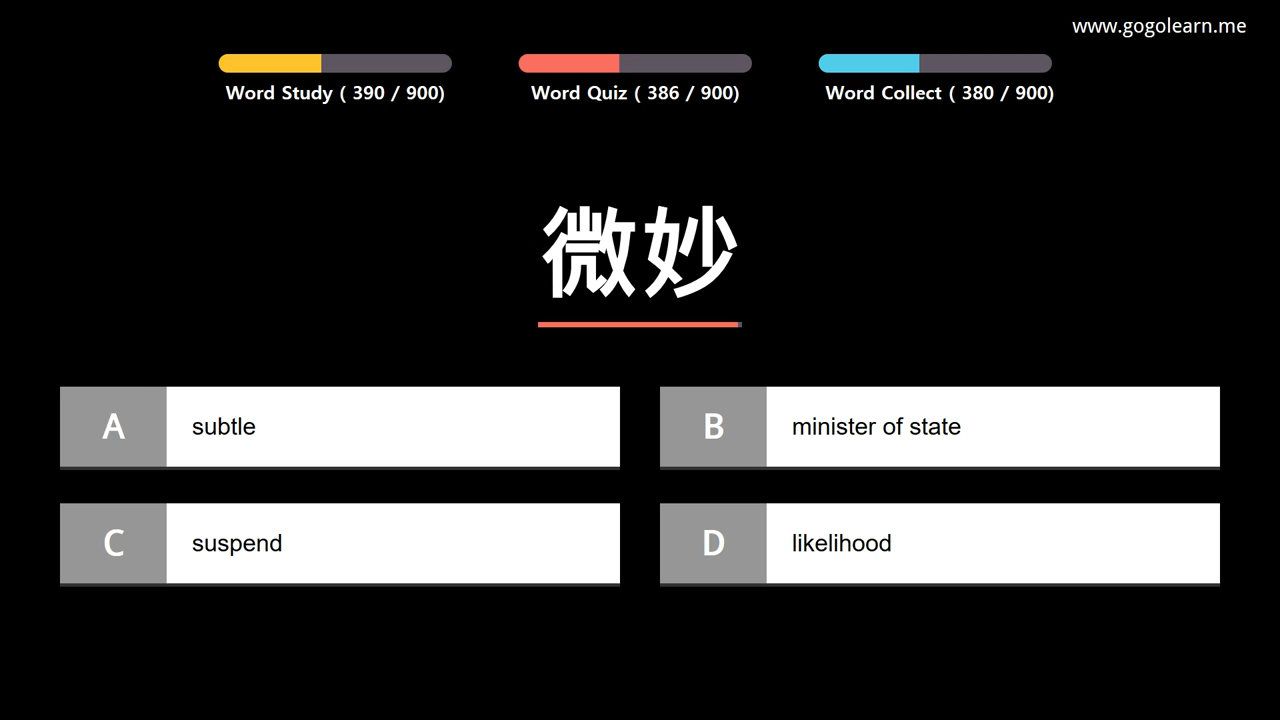 www.gogolearn.me
Word Study ( 390 / 900)
Word Quiz ( 386 / 900)
Word Collect ( 380 / 900)
微妙
A subtle
B minister of state
C suspend
D likelihood